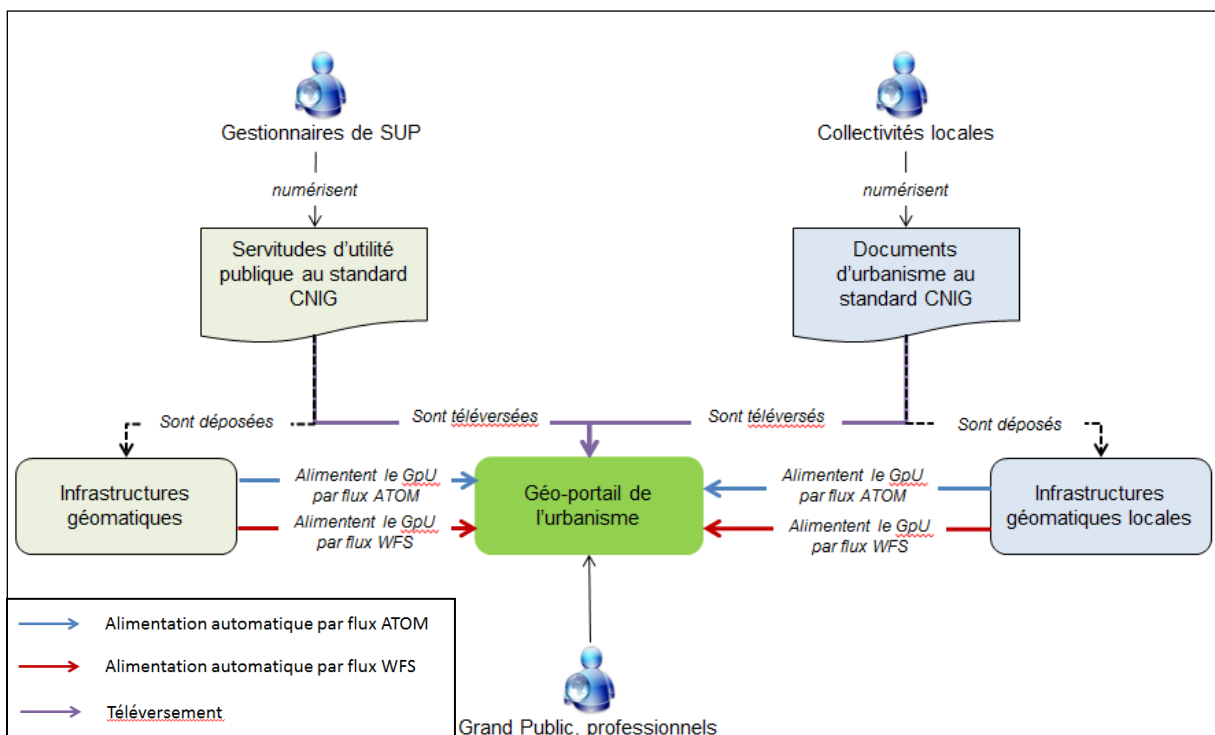 Gestionnaires de SUP
Collectivités locales
numérisent
numérisent
Servitudes d'utilité
publique au standard
CNIG
Documents
d'urbanisme au
standard CNIG
Sont déposées
Sont téléversées
Sont téléversés
Sont déposés
Infrastructures
géomatiques
Alimentent le GpU
par flux ATOM
Alimentent le GpU
par flux WFS
Géo-portail de
l'urbanisme
Alimentent le GpU
par flux ATOM
Alimentent le GpU
par flux WFS
Infrastructures
géomatiques locales
Alimentation automatique par flux ATOM
Alimentation automatique par flux WFS
Téléversement
Grand Public, professionnels